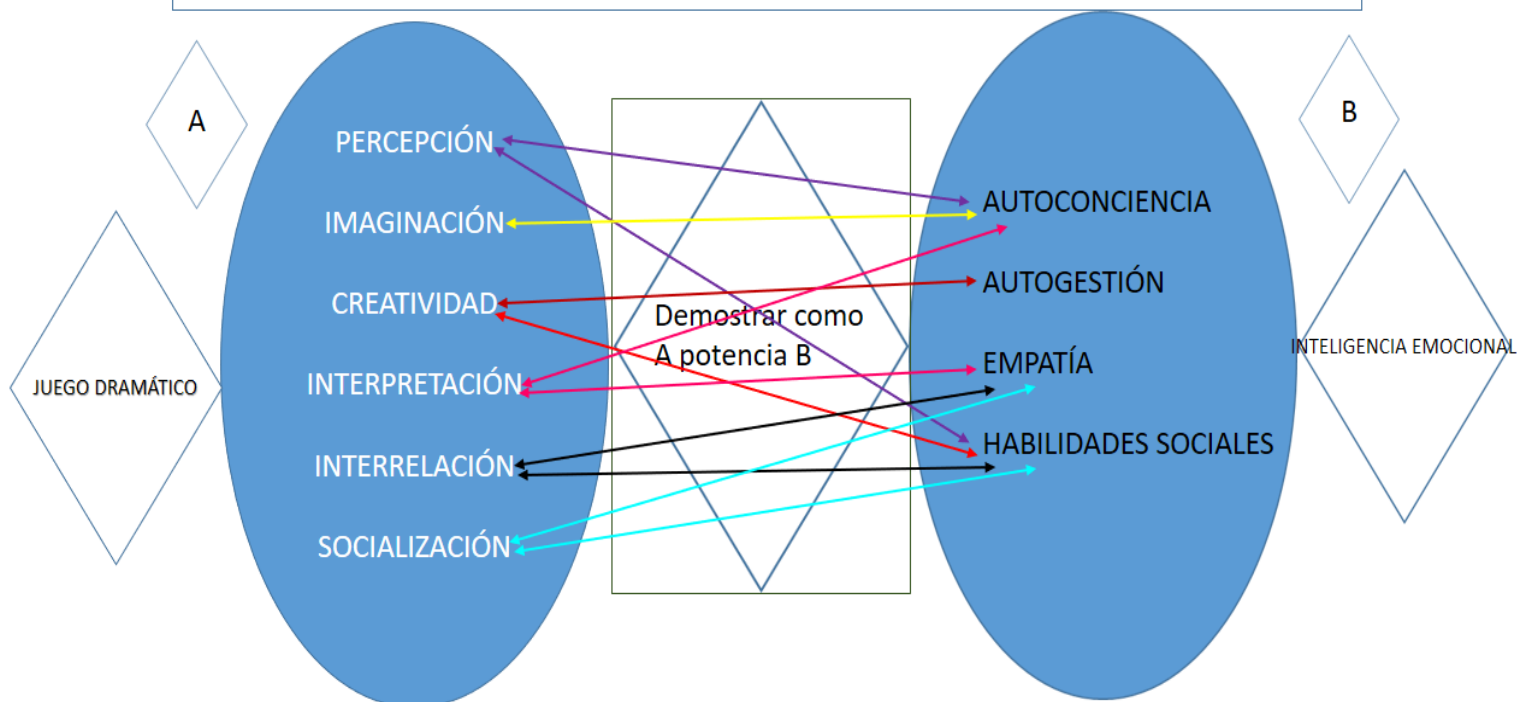 A
B
PERCEPCIÓN
IMAGINACIÓN
CREATIVIDAD
INTERPRETACIÓN
INTERRELACIÓN
SOCIALIZACIÓN
JUEGO DRAMÁTICO
Demostrar como
A potencia B
AUTOCONCIENCIA
AUTOGESTIÓN
EMPATÍA
HABILIDADES SOCIALES
INTELIGENCIA EMOCIONAL